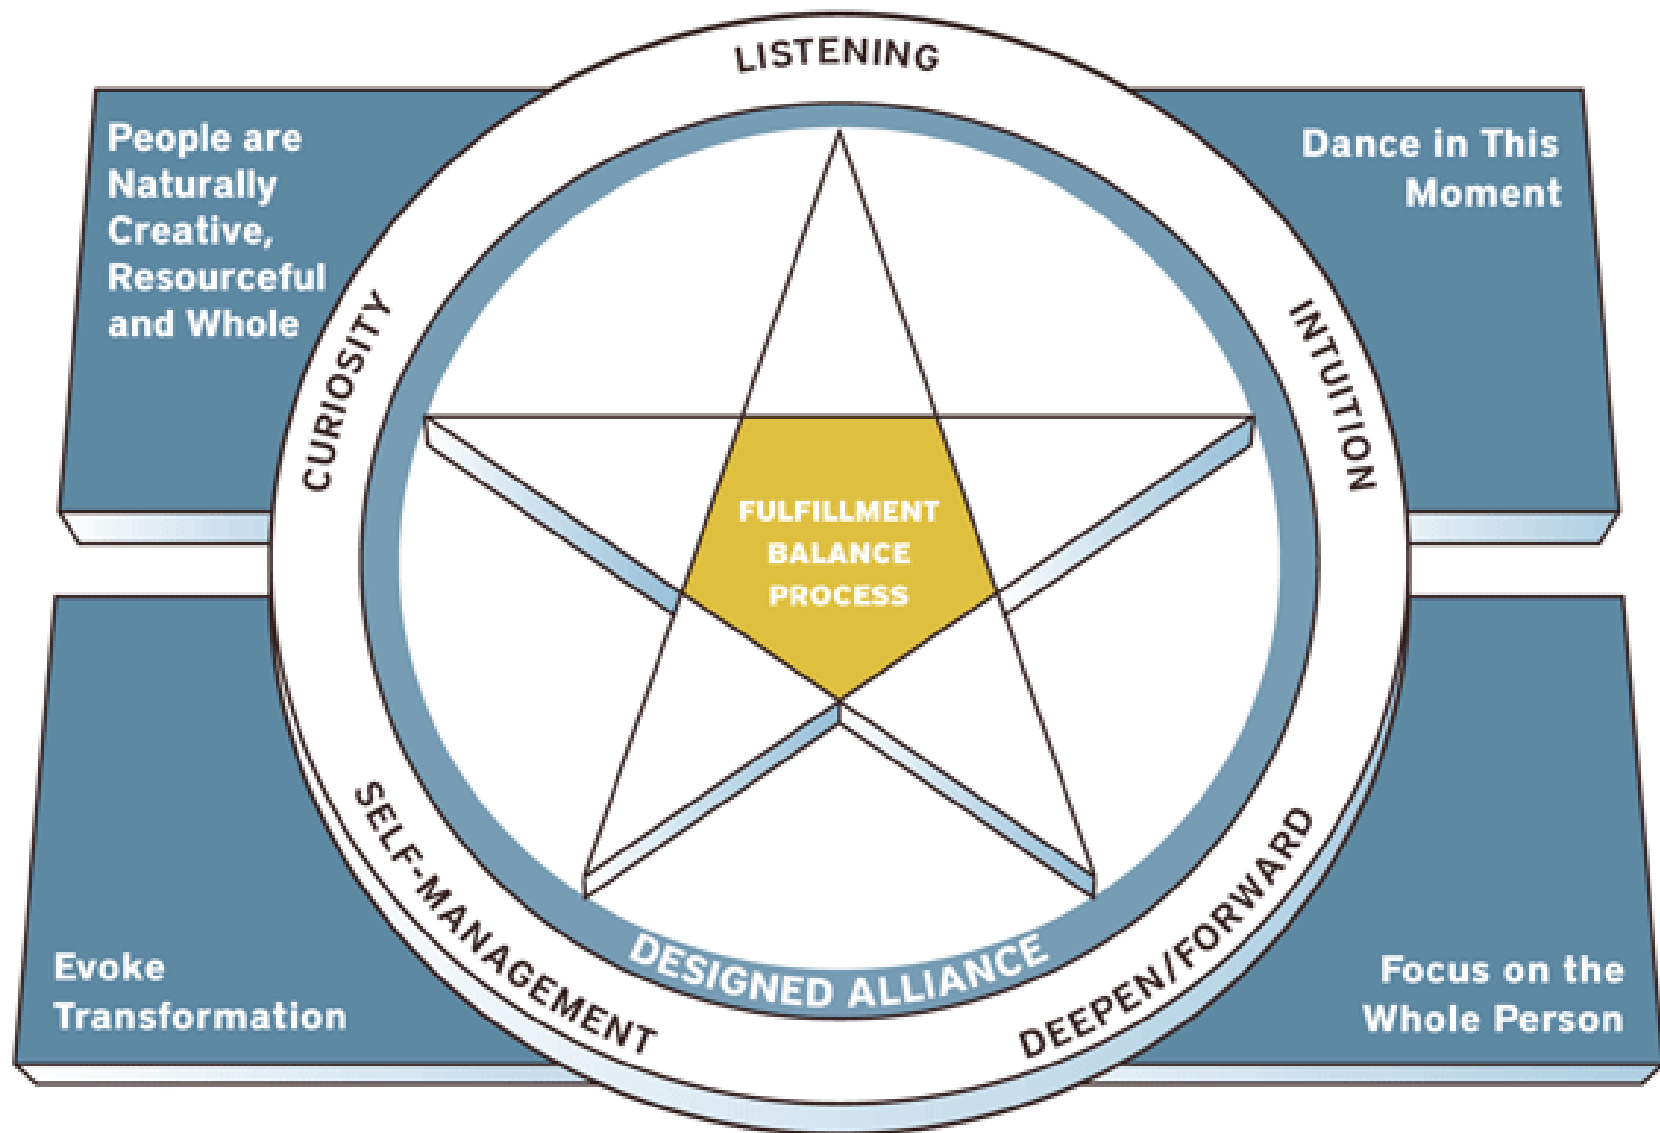 LISTENING
People are
Naturally
Creative,
Resourceful
and Whole
Dance in This
Moment
CURIOSITY
INTUITION
FULFILLMENT
BALANCE
PROCESS
SELF-MANAGEMENT
DEEPEN/FORWARD
DESIGNED ALLIANCE
Evoke
Transformation
Focus on the
Whole Person